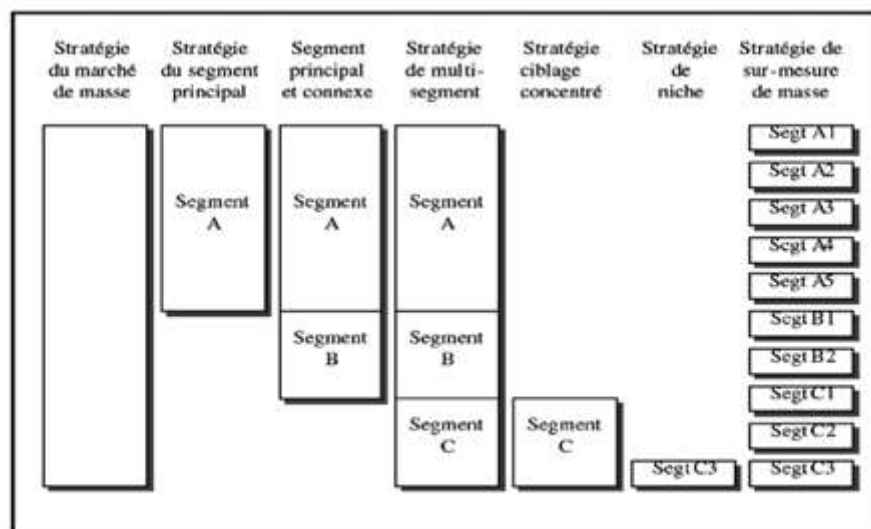 Stratégie
du marché
de masse
Stratégie
du segment
principal
Segment
principal
et connexe
Stratégie
de multi-
segment
Stratégie
ciblage
concentré
Stratégie
de
niche
Stratégie de
sur-mesure
de masse
Segment
A
Segment
A
Segment
B
Segment
A
Segment
B
Segment
C
Segment
C
Segt C3
Segt A1
Segt A2
Segt A3
Segt A4
Segt A5
Segt B1
Segt B2
Segt C1
Segt C2
Segt C3